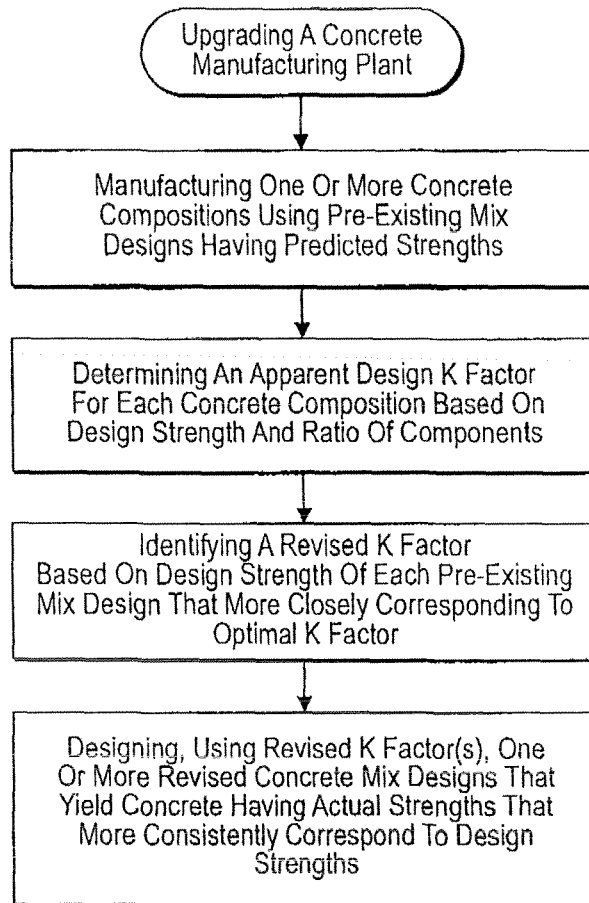 Upgrading A Concrete
Manufacturing Plant
Manufacturing One Or More Concrete
Compositions Using Pre-Existing Mix
Designs Having Predicted Strengths
Determining An Apparent Design K Factor
For Each Concrete Composition Based On
Design Strength And Ratio Of Components
Identifying A Revised K Factor
Based On Design Strength Of Each Pre-Existing
Mix Design That More Closely Corresponding To
Optimal K Factor
Designing, Using Revised K Factor(s), One
Or More Revised Concrete Mix Designs That
Yield Concrete Having Actual Strengths That
More Consistently Correspond To Design
Strengths